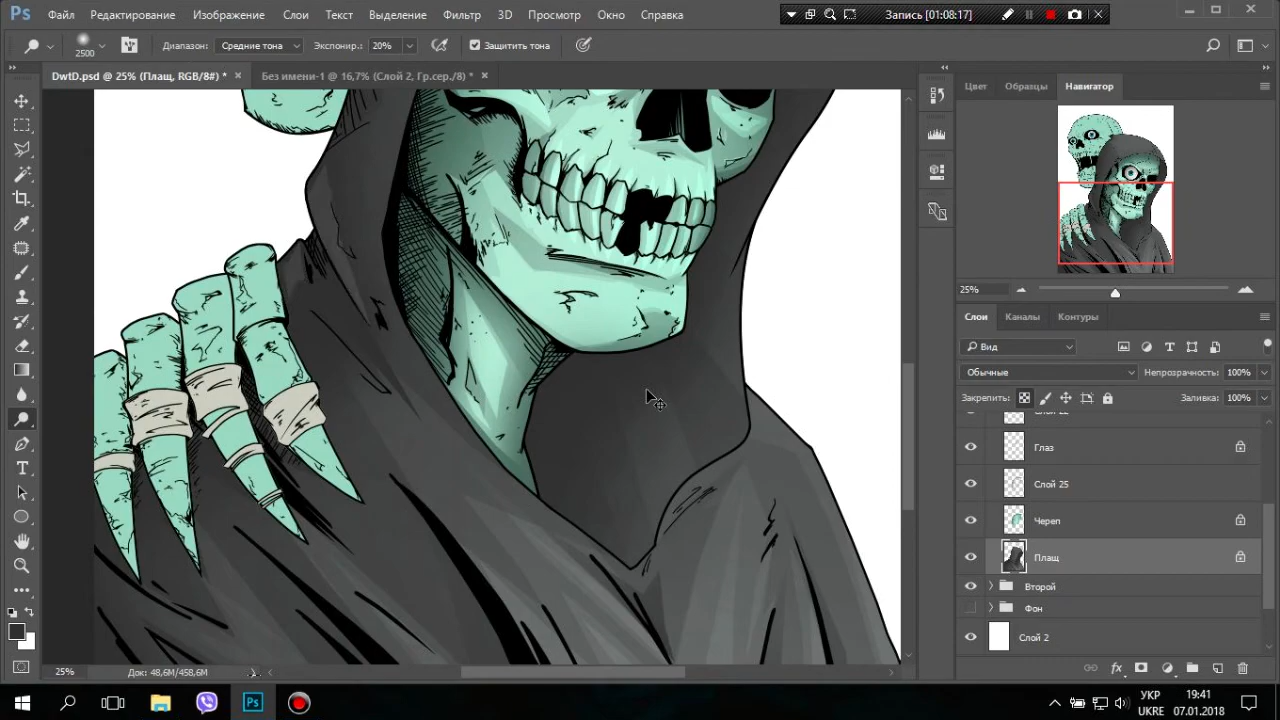 Ps Файл Редактирование Изображение Слои Текст Выделение Фильтр 3D Просмотр Окно Справка
Запись [01:08:17]
2500 Диапазон: Средние тона Экспонир.: 20% Защитить тона
DwtD.psd @ 25% (Плащ, RGB/8#) * × Без имени-1 @ 16,7% (Слой 2, Гр.сер./8) * ×
Цвет Образцы Навигатор
25%
Слои Каналы Контуры
Вид
Обычные Непрозрачность: 100%
Закрепить: Заливка: 100%
Глаз
Слой 25
Череп
Плащ
Второй
Фон
Слой 2
25% Док: 48,6M/458,6M
Ps
УКР 19:41
UKRE 07.01.2018